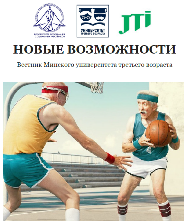 JTi
НОВЫЕ ВОЗМОЖНОСТИ
Вестник Минского университета третьего возраста